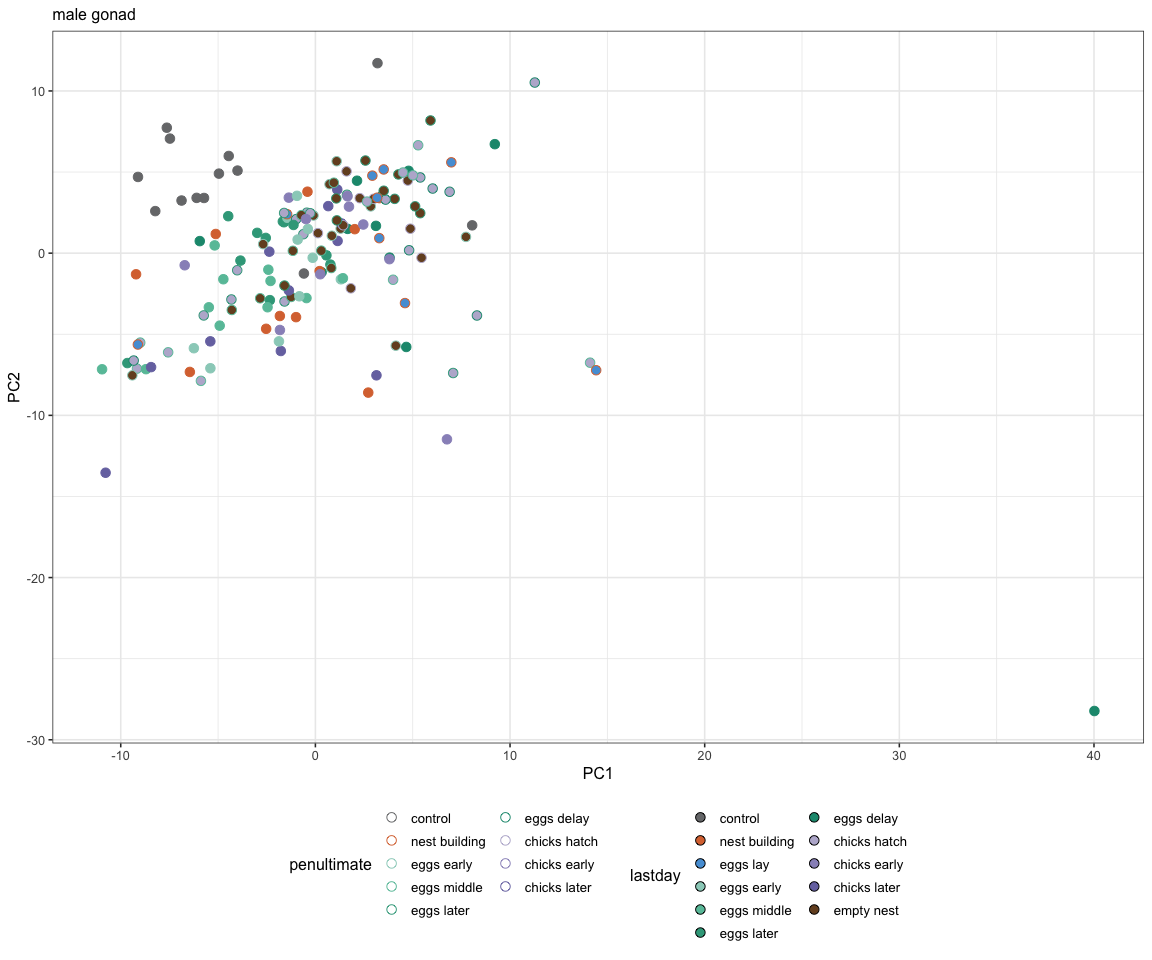 male gonad
10
0
-10
-20
-30
PC2
-10 0 10 20 30 40
PC1
penultimate
control
nest building
eggs early
eggs middle
eggs later
eggs delay
chicks hatch
chicks early
chicks later
lastday
control
nest building
eggs lay
eggs early
eggs middle
eggs later
eggs delay
chicks hatch
chicks early
chicks later
empty nest